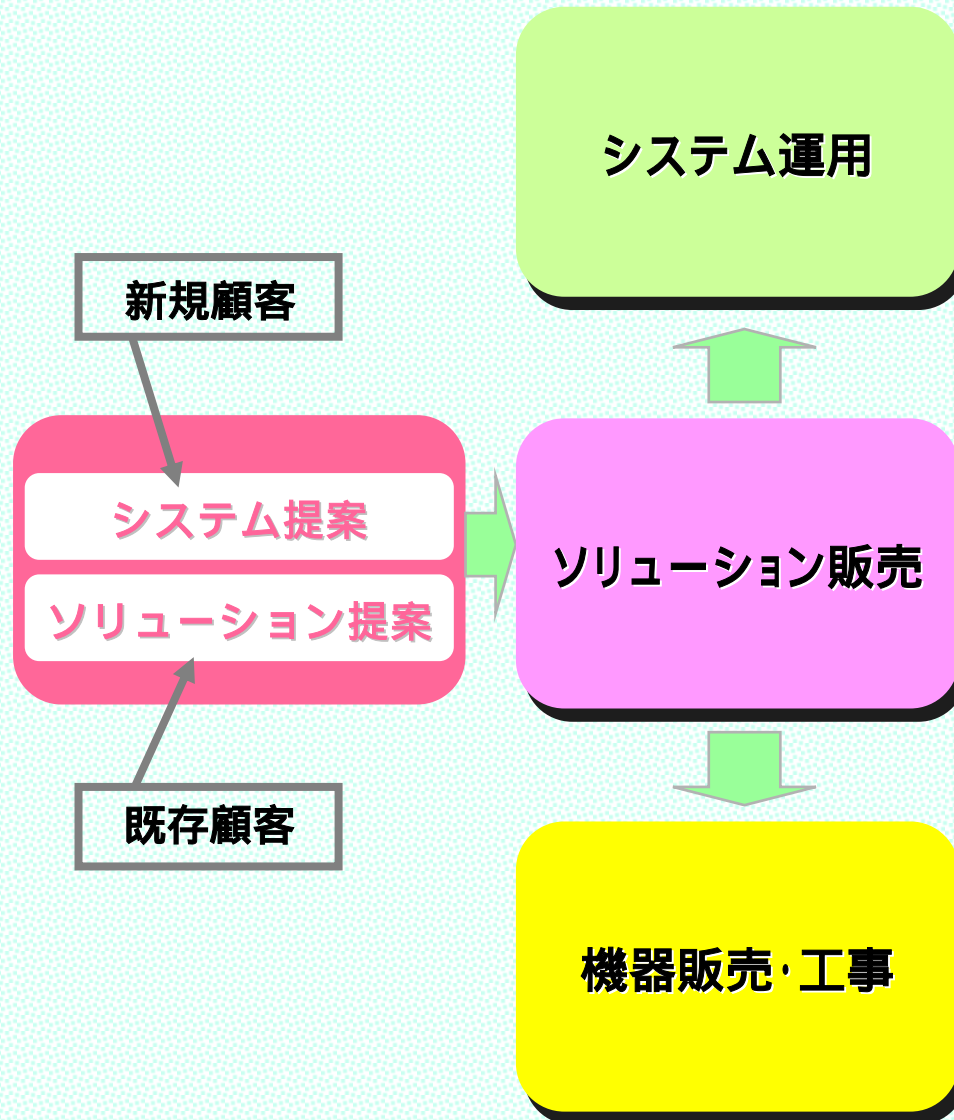 システム運用
新規顧客
システム提案
ソリューション提案
ソリューション販売
既存顧客
機器販売・工事